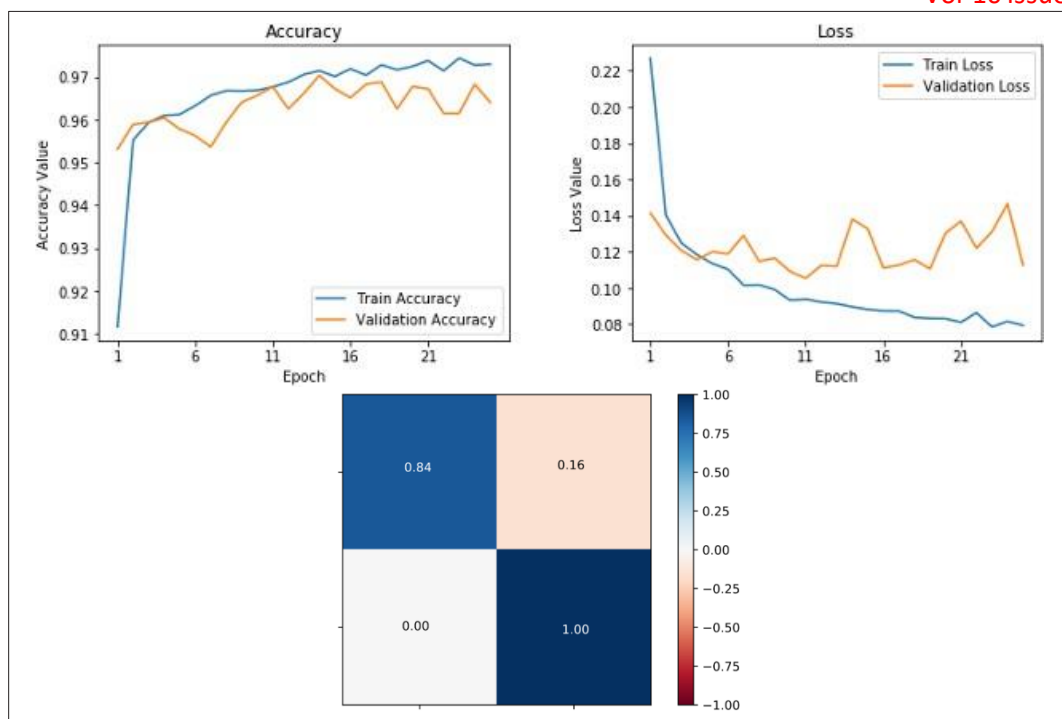 Accuracy
0.97
0.96
0.95
0.94
0.93
0.92
0.91
Accuracy Value
Train Accuracy
Validation Accuracy
1 6 11 16 21
Epoch
Loss
0.22
0.20
0.18
0.16
0.14
0.12
0.10
0.08
Loss Value
Train Loss
Validation Loss
1 6 11 16 21
Epoch
0.84 0.16
0.00 1.00
1.00
0.75
0.50
0.25
0.00
−0.25
−0.50
−0.75
−1.00